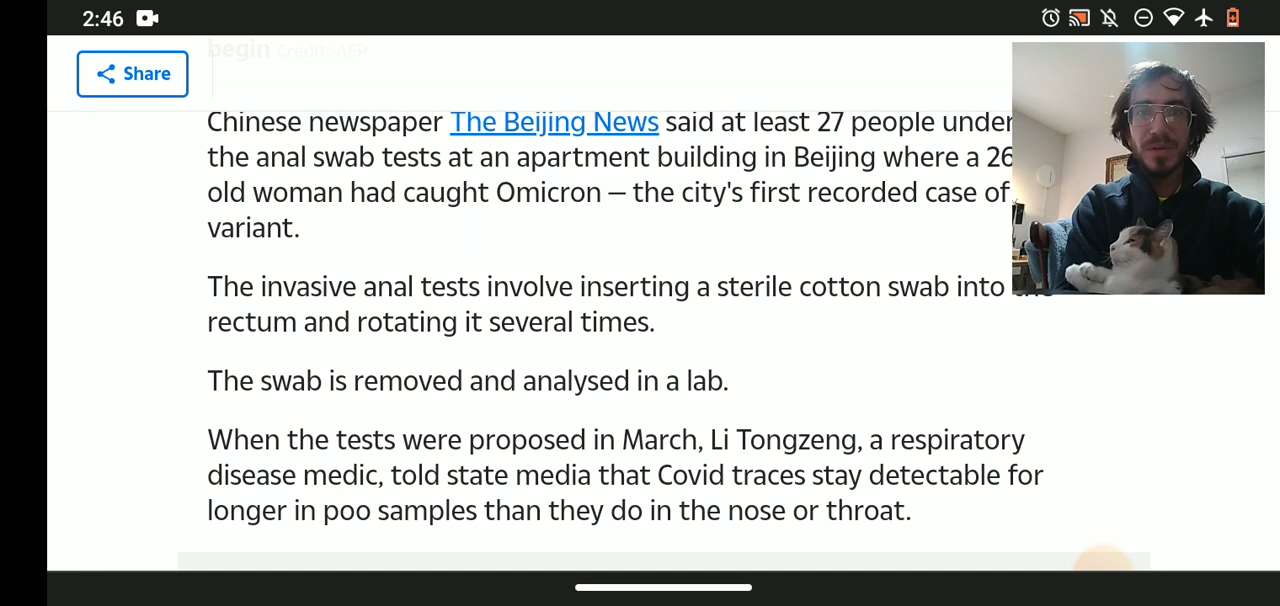 2:46
begin Credit: AFP
Share
Chinese newspaper The Beijing News said at least 27 people under
the anal swab tests at an apartment building in Beijing where a 26
old woman had caught Omicron — the city's first recorded case of
variant.
The invasive anal tests involve inserting a sterile cotton swab into
rectum and rotating it several times.
The swab is removed and analysed in a lab.
When the tests were proposed in March, Li Tongzeng, a respiratory
disease medic, told state media that Covid traces stay detectable for
longer in poo samples than they do in the nose or throat.